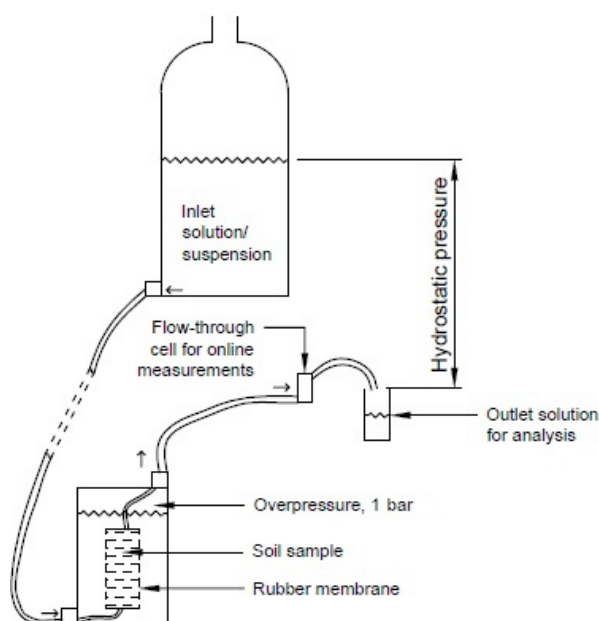 Inlet
solution/
suspension
Hydrostatic pressure
Flow-through
cell for online
measurements
Outlet solution
for analysis
Overpressure, 1 bar
Soil sample
Rubber membrane